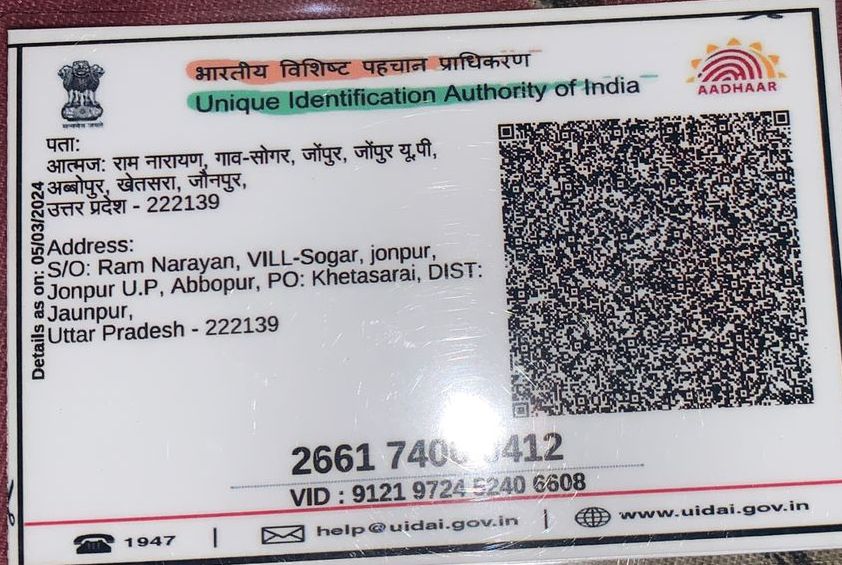 भारतीय विशिष्ट पहचान प्राधिकरण
Unique Identification Authority of India
AADHAAR
पता:
आत्मज: राम नारायण, गाव-सोगर, जोंपुर, जोंपुर यू.पी,
अब्बोपुर, खेतसरा, जौनपुर,
उत्तर प्रदेश - 222139
Details as on: 05/03/2024
Address:
S/O: Ram Narayan, VILL-Sogar, jonpur,
Jonpur U.P, Abbopur, PO: Khetasarai, DIST:
Jaunpur,
Uttar Pradesh - 222139
2661
VID : 9121 9724 5240 6608
1947 | help@uidai.gov.in | www.uidai.gov.in